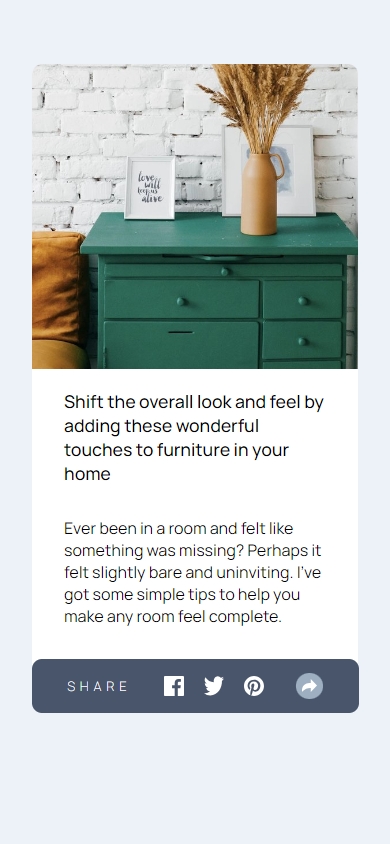 love
will
keep us
alive
Shift the overall look and feel by
adding these wonderful
touches to furniture in your
home
Ever been in a room and felt like
something was missing? Perhaps it
felt slightly bare and uninviting. I've
got some simple tips to help you
make any room feel complete.
SHARE